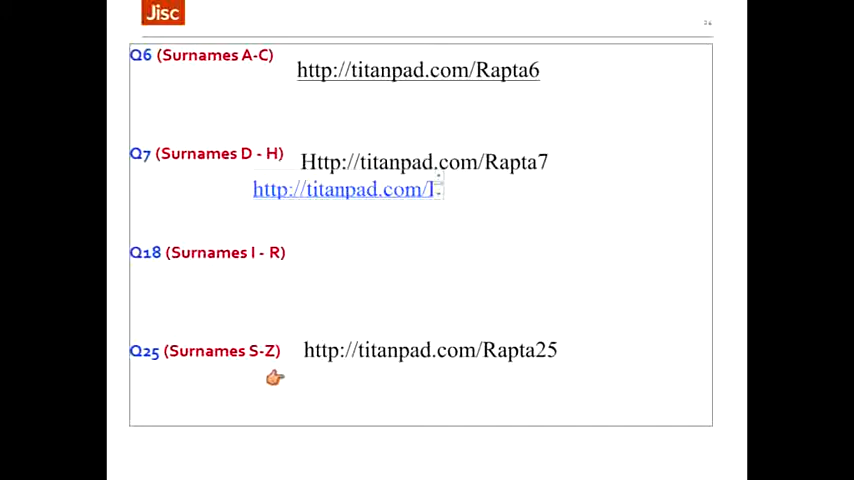 Jisc
24
Q6 (Surnames A-C)
http://titanpad.com/Rapta6
Q7 (Surnames D - H)
Http://titanpad.com/Rapta7
http://titanpad.com/
Q18 (Surnames I - R)
Q25 (Surnames S-Z)
http://titanpad.com/Rapta25